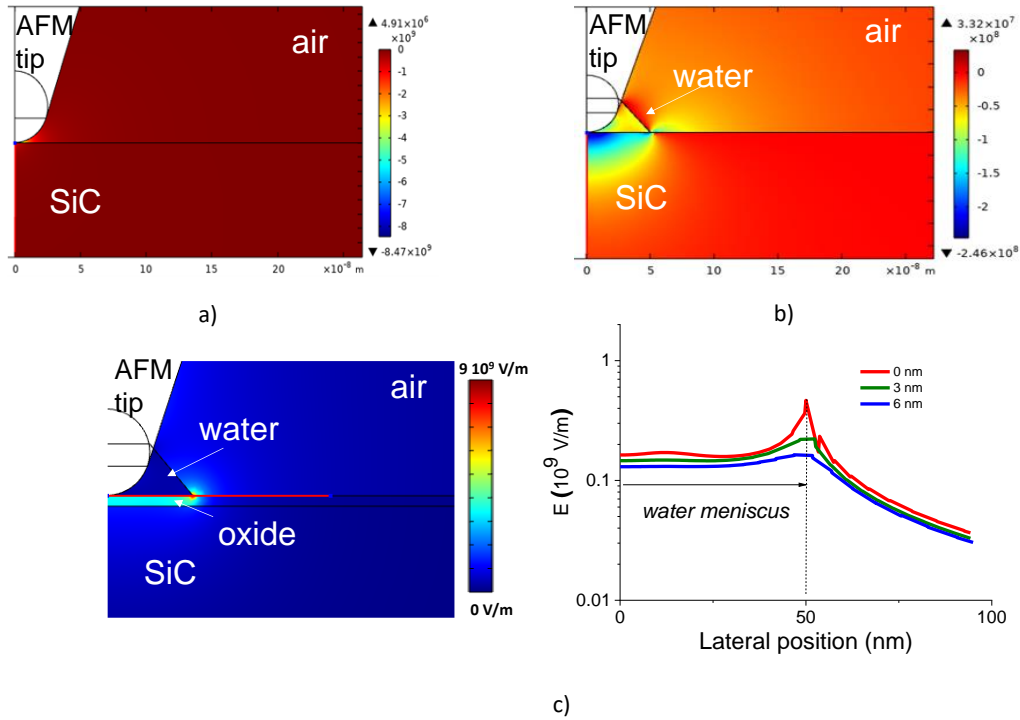 AFM
tip
air
SiC
▲ 4.91×10⁶
×10⁹
0
-1
-2
-3
-4
-5
-6
-7
-8
▼ -8.47×10⁹
0 5 10 15 20 ×10⁻⁸ m
a)
AFM
tip
air
water
SiC
▲ 3.32×10⁷
×10⁸
0
-0.5
-1
-1.5
-2
▼ -2.46×10⁸
0 5 10 15 20 ×10⁻⁸ m
b)
AFM
tip
air
water
oxide
SiC
9 10⁹ V/m
0 V/m
E (10⁹ V/m)
1
0.1
0.01
0 nm
3 nm
6 nm
water meniscus
0 50 100
Lateral position (nm)
c)